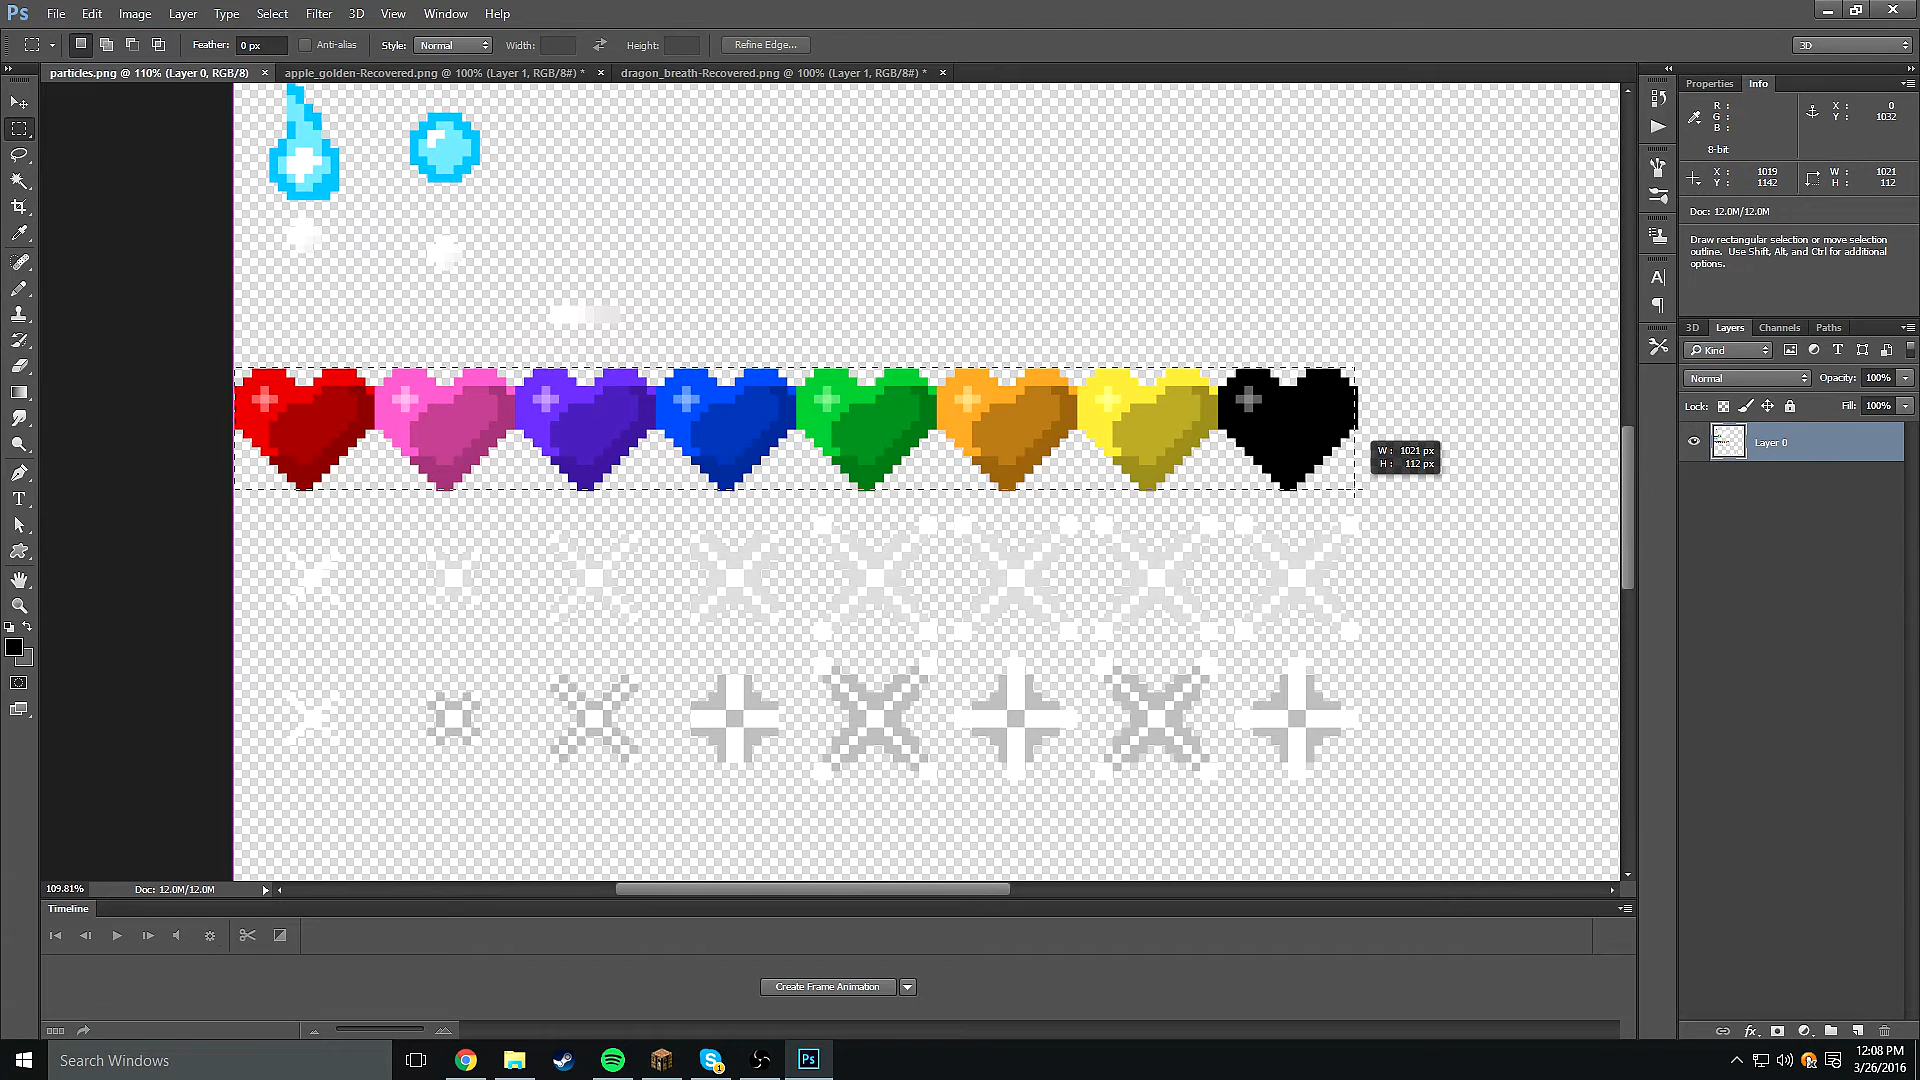 Ps File Edit Image Layer Type Select Filter 3D View Window Help
Feather: 0 px Anti-alias Style: Normal Width: Height: Refine Edge... 3D
particles.png @ 110% (Layer 0, RGB/8) × apple_golden-Recovered.png @ 100% (Layer 1, RGB/8#) * × dragon_breath-Recovered.png @ 100% (Layer 1, RGB/8#) * ×
Properties Info
R : X : 0
G : Y : 1032
B :
8-bit
X : 1019 W : 1021
Y : 1142 H : 112
Doc: 12.0M/12.0M
Draw rectangular selection or move selection
outline. Use Shift, Alt, and Ctrl for additional
options.
3D Layers Channels Paths
Kind
Normal Opacity: 100%
Lock: Fill: 100%
Layer 0
W : 1021 px
H : 112 px
109.81% Doc: 12.0M/12.0M
Timeline
Create Frame Animation
fx
Search Windows
Ps
12:08 PM
3/26/2016